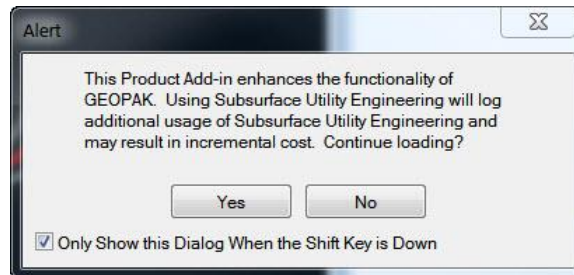 Alert
This Product Add-in enhances the functionality of
GEOPAK. Using Subsurface Utility Engineering will log
additional usage of Subsurface Utility Engineering and
may result in incremental cost. Continue loading?
Yes No
Only Show this Dialog When the Shift Key is Down